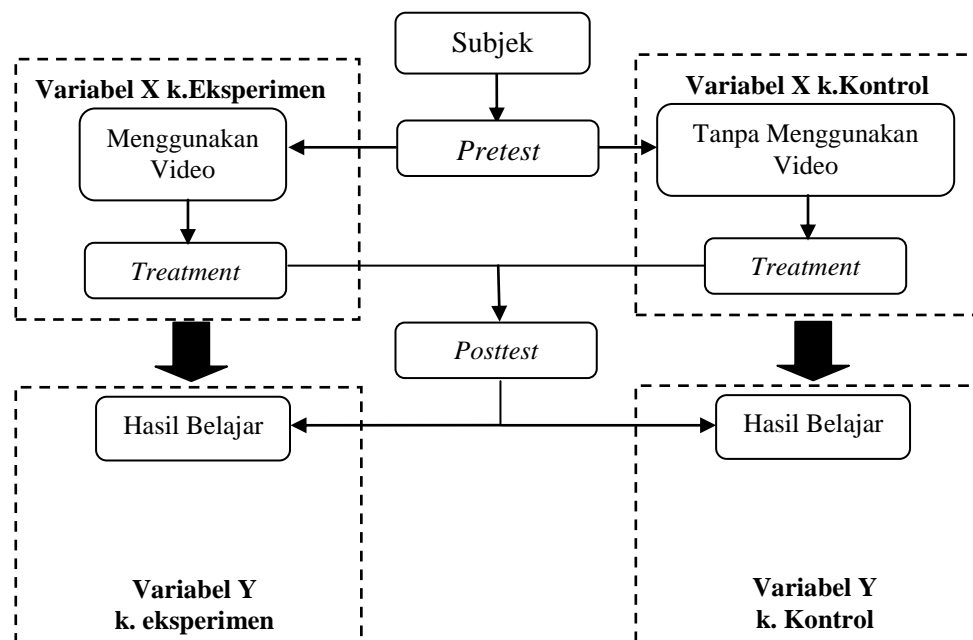 Subjek
Variabel X k.Eksperimen
Variabel X k.Kontrol
Menggunakan
Video
Pretest
Tanpa Menggunakan
Video
Treatment
Treatment
Posttest
Hasil Belajar
Hasil Belajar
Variabel Y
k. eksperimen
Variabel Y
k. Kontrol